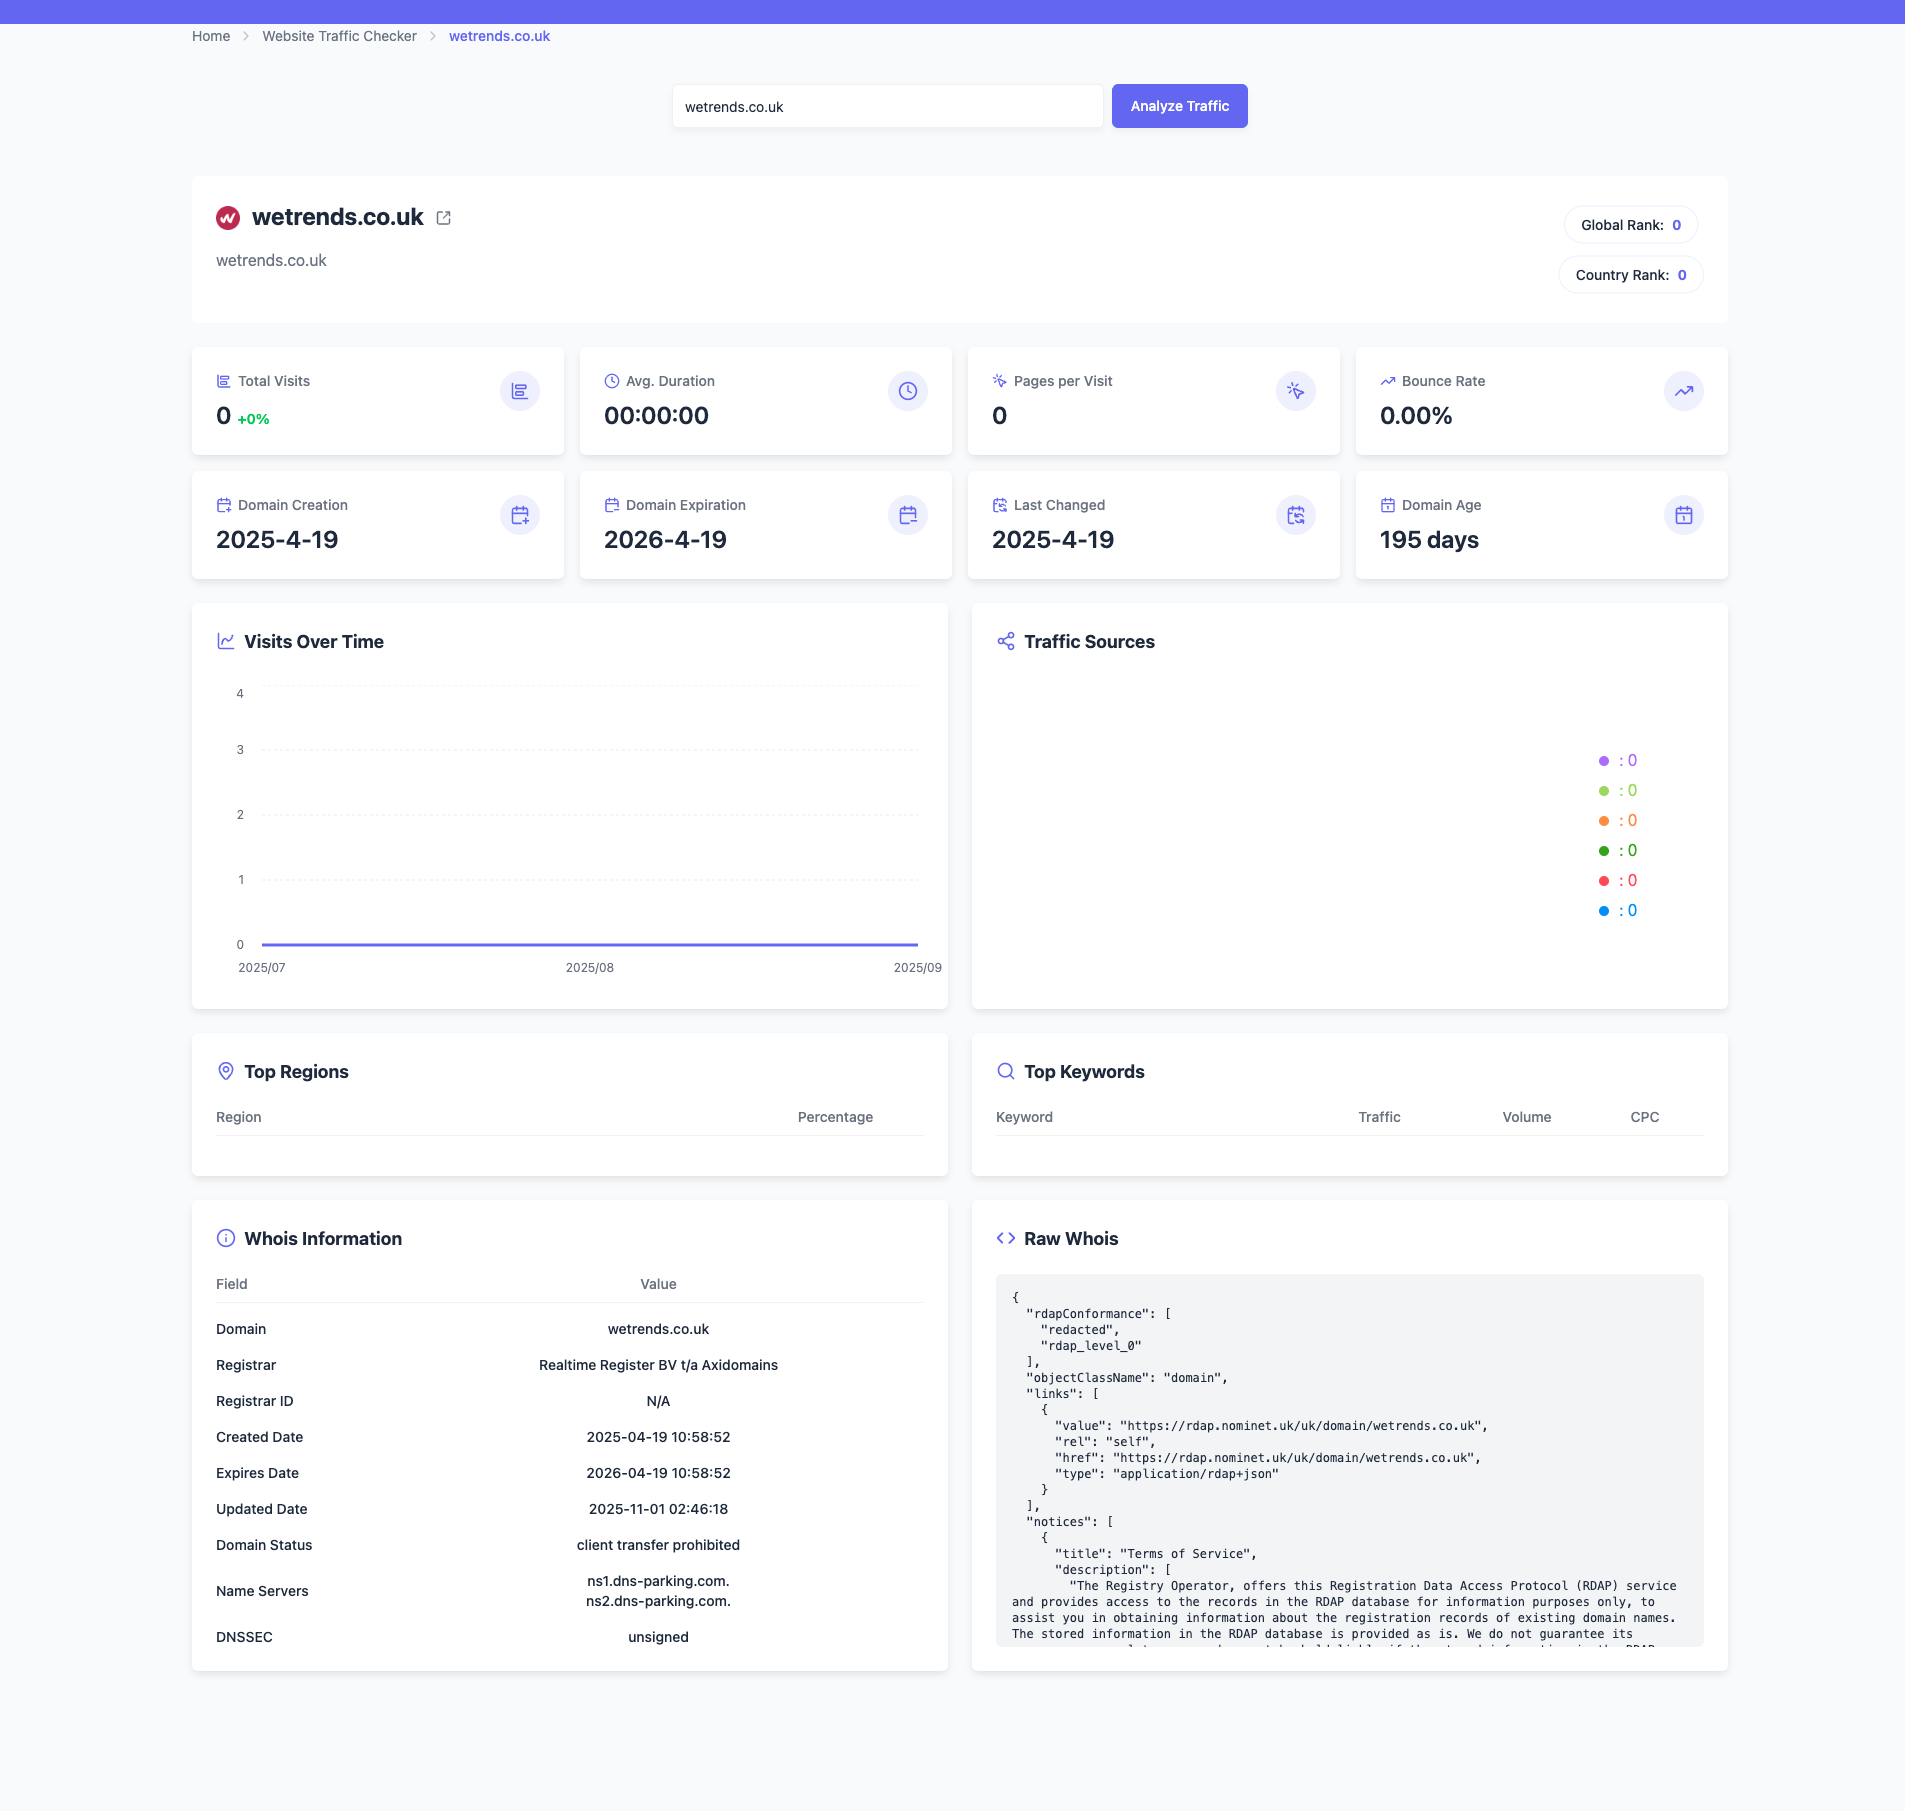 Home > Website Traffic Checker > wetrends.co.uk
wetrends.co.uk
Analyze Traffic
wetrends.co.uk
wetrends.co.uk
Global Rank: 0
Country Rank: 0
Total Visits
0 +0%
Avg. Duration
00:00:00
Pages per Visit
0
Bounce Rate
0.00%
Domain Creation
2025-4-19
Domain Expiration
2026-4-19
Last Changed
2025-4-19
Domain Age
195 days
Visits Over Time
4
3
2
1
0
2025/07 2025/08 2025/09
Traffic Sources
: 0
: 0
: 0
: 0
: 0
: 0
Top Regions
Region Percentage
Top Keywords
Keyword Traffic Volume CPC
Whois Information
Field Value
Domain wetrends.co.uk
Registrar Realtime Register BV t/a Axidomains
Registrar ID N/A
Created Date 2025-04-19 10:58:52
Expires Date 2026-04-19 10:58:52
Updated Date 2025-11-01 02:46:18
Domain Status client transfer prohibited
Name Servers ns1.dns-parking.com.
ns2.dns-parking.com.
DNSSEC unsigned
Raw Whois
{
"rdapConformance": [
"redacted",
"rdap_level_0"
],
"objectClassName": "domain",
"links": [
{
"value": "https://rdap.nominet.uk/uk/domain/wetrends.co.uk",
"rel": "self",
"href": "https://rdap.nominet.uk/uk/domain/wetrends.co.uk",
"type": "application/rdap+json"
}
],
"notices": [
{
"title": "Terms of Service",
"description": [
"The Registry Operator, offers this Registration Data Access Protocol (RDAP) service
and provides access to the records in the RDAP database for information purposes only, to
assist you in obtaining information about the registration records of existing domain names.
The stored information in the RDAP database is provided as is. We do not guarantee its